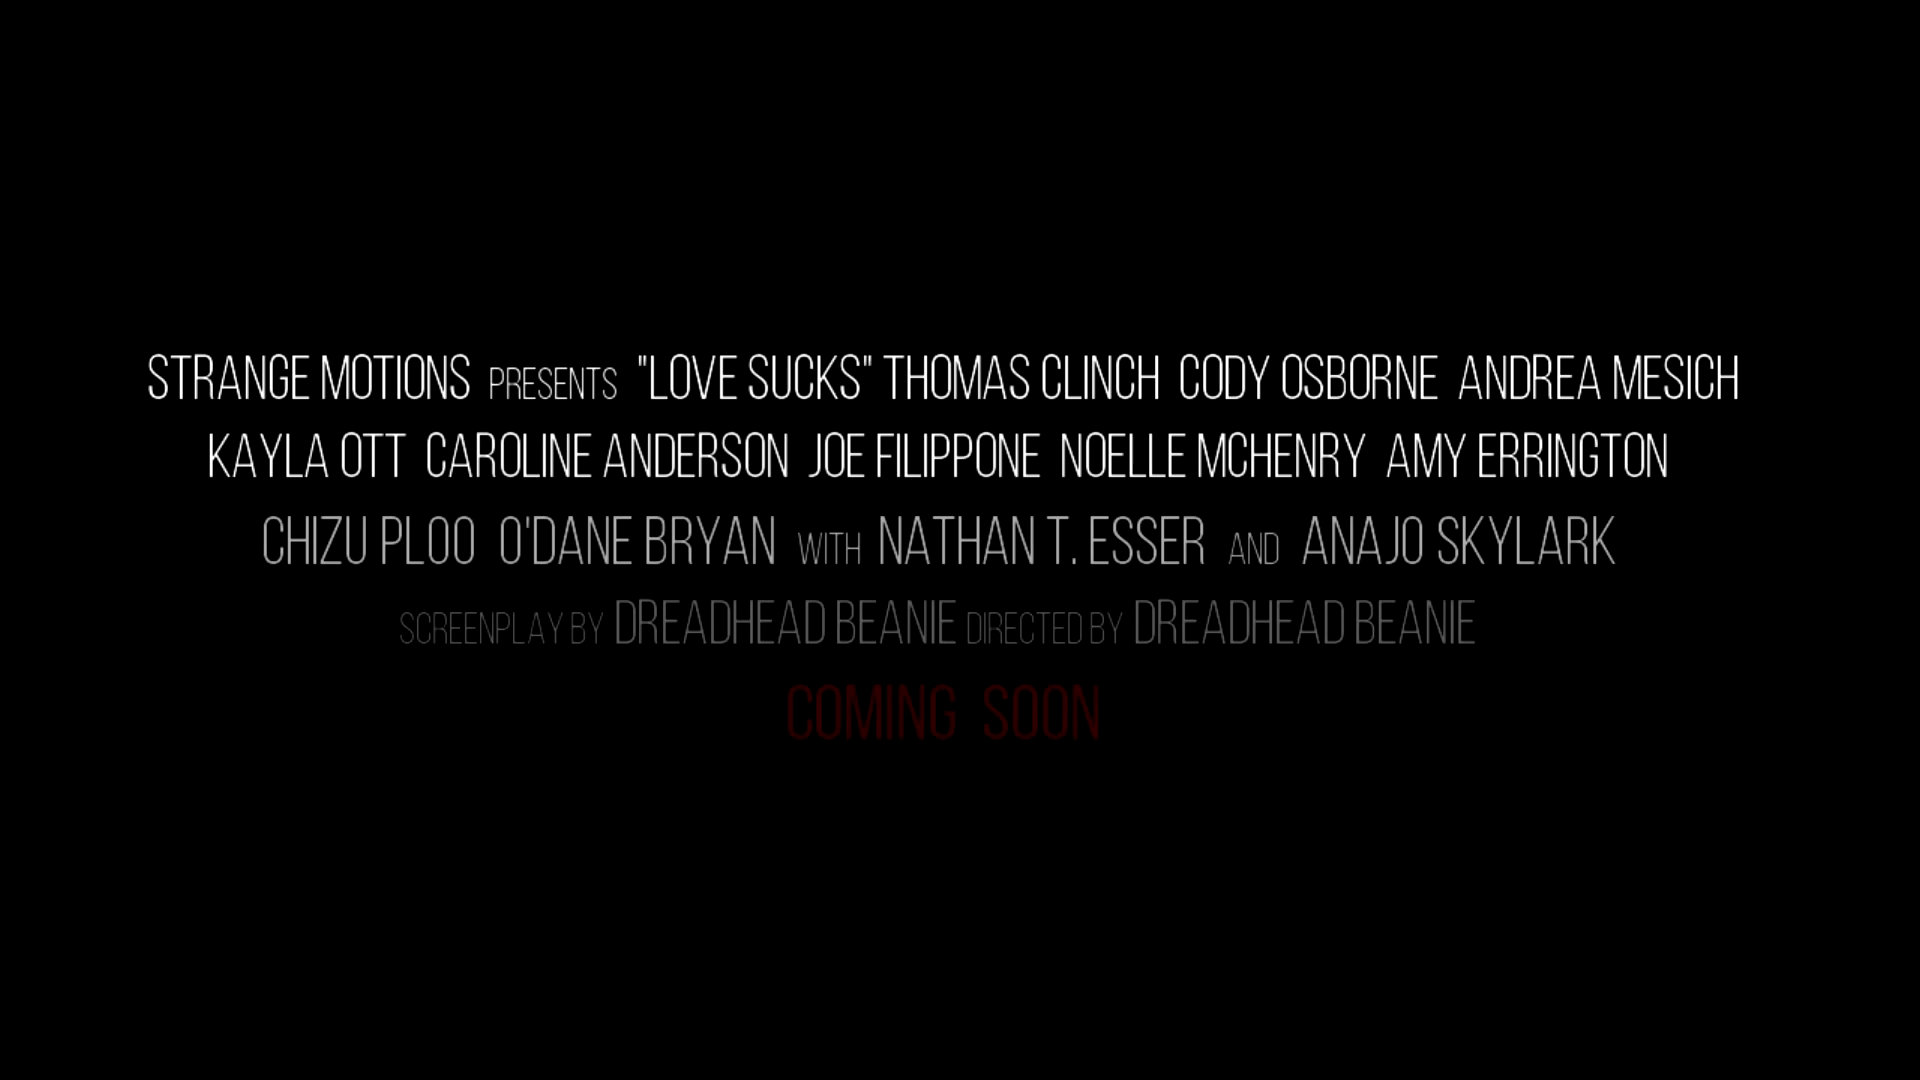 STRANGE MOTIONS PRESENTS "LOVE SUCKS" THOMAS CLINCH CODY OSBORNE ANDREA MESICH
KAYLA OTT CAROLINE ANDERSON JOE FILIPPONE NOELLE MCHENRY AMY ERRINGTON
CHIZU PLOO O'DANE BRYAN WITH NATHAN T. ESSER AND ANAJO SKYLARK
SCREENPLAY BY DREADHEAD BEANIE DIRECTED BY DREADHEAD BEANIE
COMING SOON